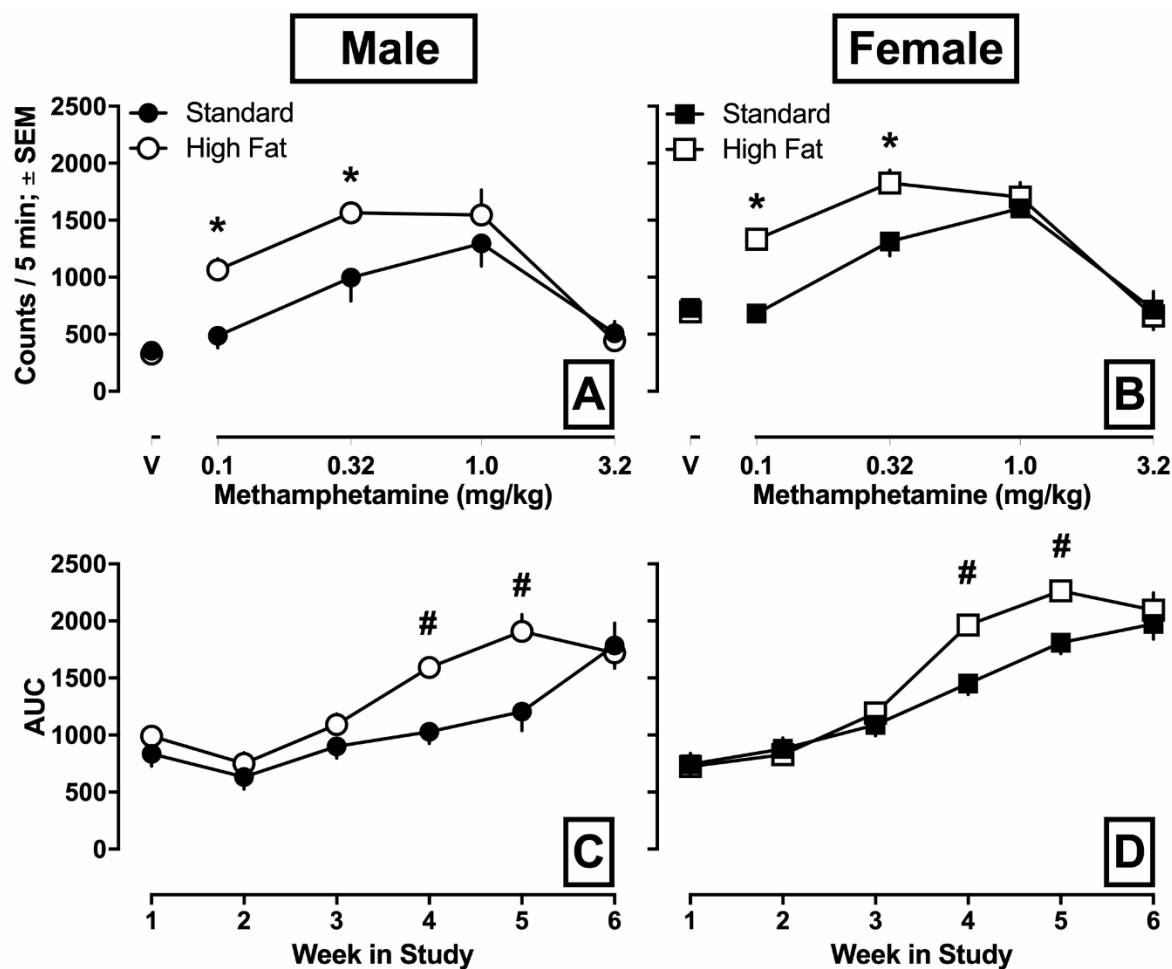 Male
Female
Standard
High Fat
Standard
High Fat
Counts / 5 min; ± SEM
2500
2000
1500
1000
500
0
*
*
A
V
0.1
0.32
1.0
3.2
Methamphetamine (mg/kg)
*
*
B
V
0.1
0.32
1.0
3.2
Methamphetamine (mg/kg)
AUC
2500
2000
1500
1000
500
0
#
#
C
1
2
3
4
5
6
Week in Study
#
#
D
1
2
3
4
5
6
Week in Study